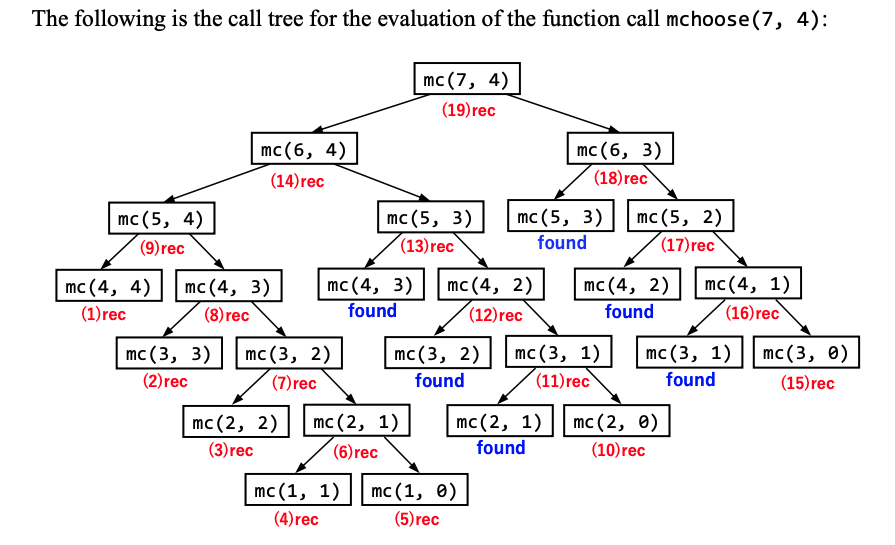 The following is the call tree for the evaluation of the function call mchoose(7, 4):
mc(7, 4)
(19)rec
mc(6, 4) mc(6, 3)
(14)rec (18)rec
mc(5, 4) mc(5, 3) mc(5, 3) mc(5, 2)
(9)rec (13)rec found (17)rec
mc(4, 4) mc(4, 3) mc(4, 3) mc(4, 2) mc(4, 2) mc(4, 1)
(1)rec (8)rec found (12)rec found (16)rec
mc(3, 3) mc(3, 2) mc(3, 2) mc(3, 1) mc(3, 1) mc(3, 0)
(2)rec (7)rec found (11)rec found (15)rec
mc(2, 2) mc(2, 1) mc(2, 1) mc(2, 0)
(3)rec (6)rec found (10)rec
mc(1, 1) mc(1, 0)
(4)rec (5)rec